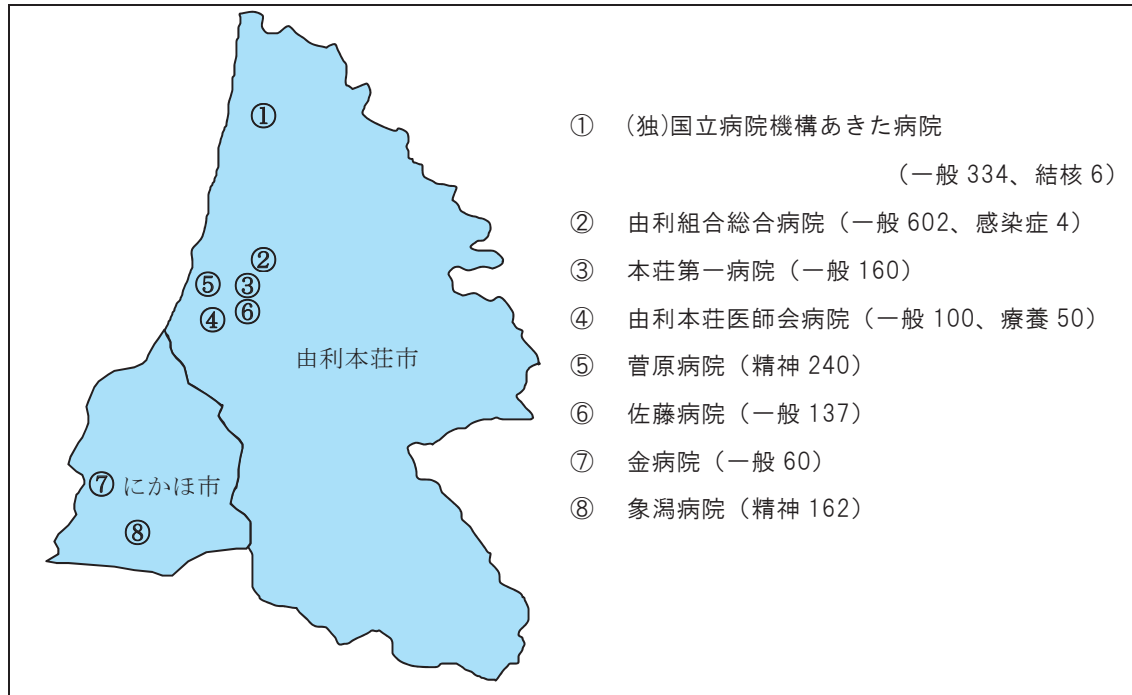 ①
②
⑤ ③
④ ⑥
由利本荘市
⑦ にかほ市
⑧
① (独)国立病院機構あきた病院
（一般 334、結核 6）
② 由利組合総合病院（一般 602、感染症 4）
③ 本荘第一病院（一般 160）
④ 由利本荘医師会病院（一般 100、療養 50）
⑤ 菅原病院（精神 240）
⑥ 佐藤病院（一般 137）
⑦ 金病院（一般 60）
⑧ 象潟病院（精神 162）